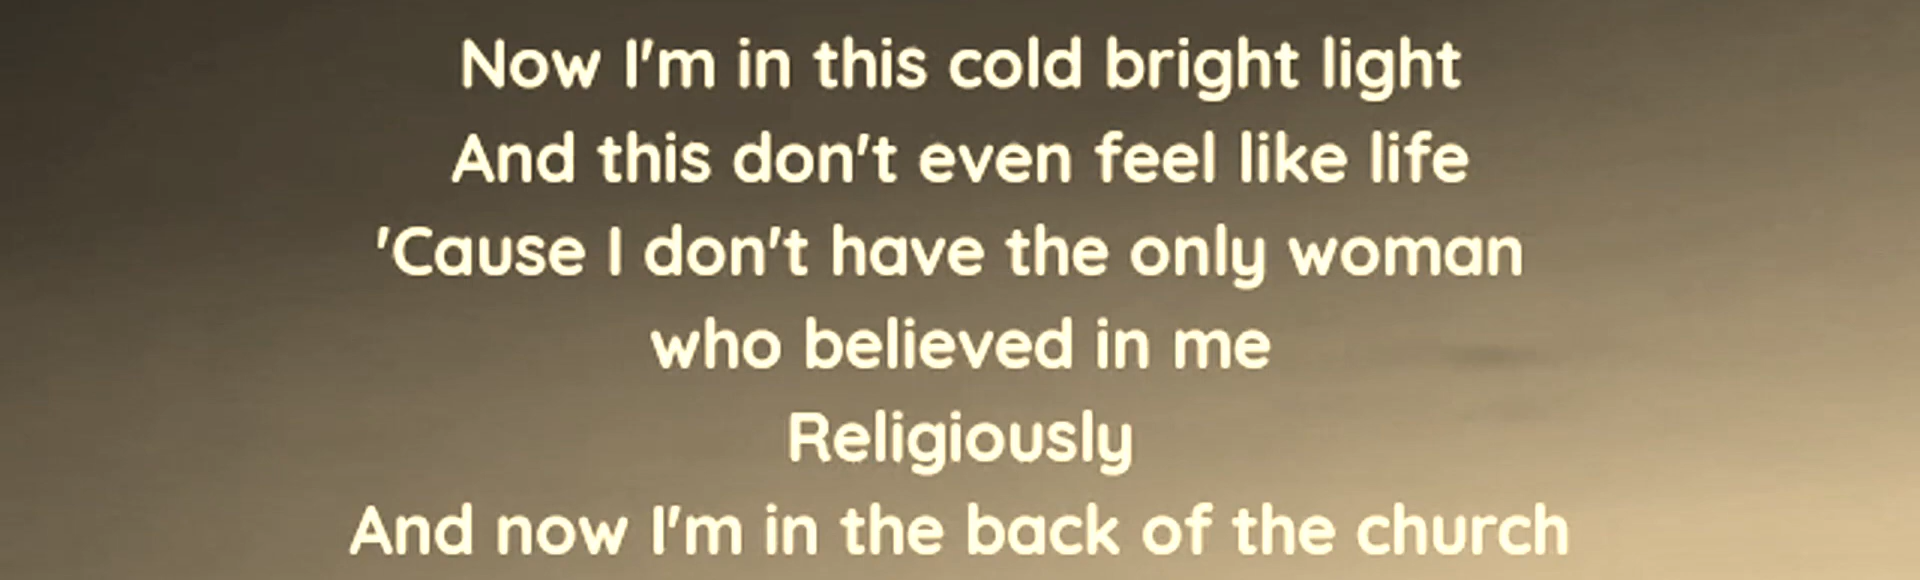 Now I'm in this cold bright light
And this don't even feel like life
'Cause I don't have the only woman
who believed in me
Religiously
And now I'm in the back of the church